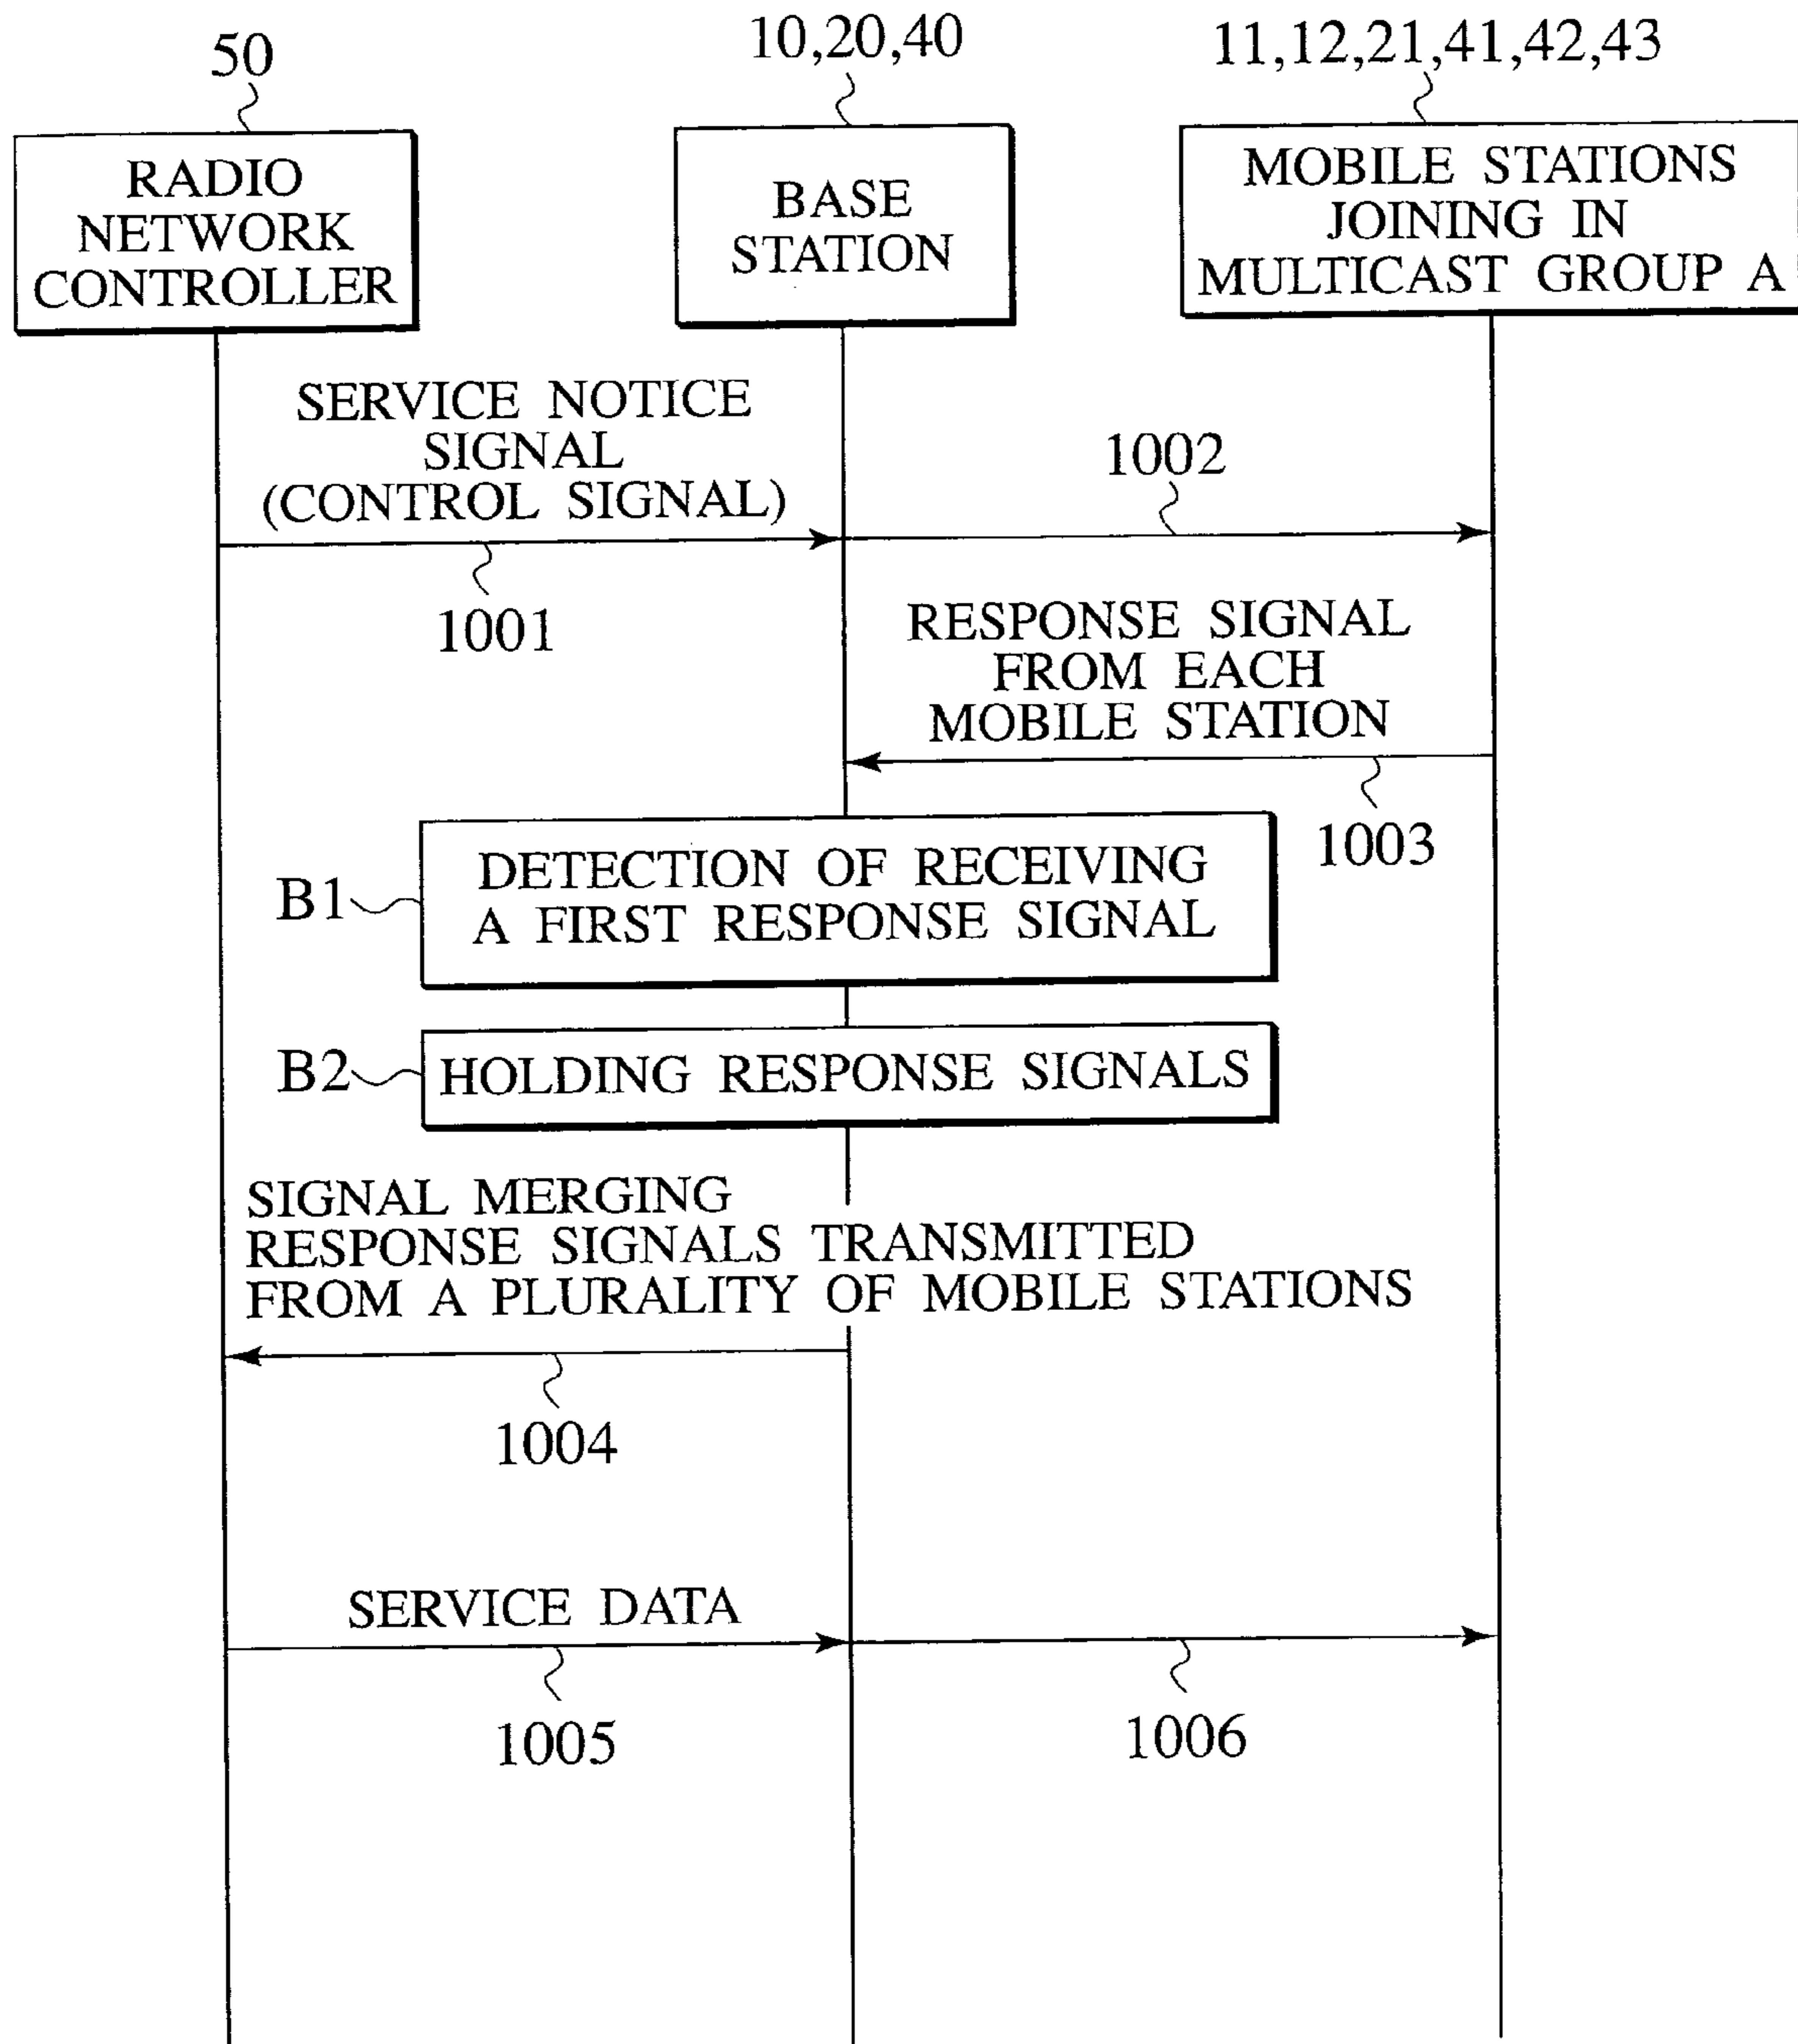 50
10,20,40
11,12,21,41,42,43
RADIO
NETWORK
CONTROLLER
BASE
STATION
MOBILE STATIONS
JOINING IN
MULTICAST GROUP A
SERVICE NOTICE
SIGNAL
(CONTROL SIGNAL)
1002
1001
RESPONSE SIGNAL
FROM EACH
MOBILE STATION
1003
B1
DETECTION OF RECEIVING
A FIRST RESPONSE SIGNAL
B2
HOLDING RESPONSE SIGNALS
SIGNAL MERGING
RESPONSE SIGNALS TRANSMITTED
FROM A PLURALITY OF MOBILE STATIONS
1004
SERVICE DATA
1005
1006